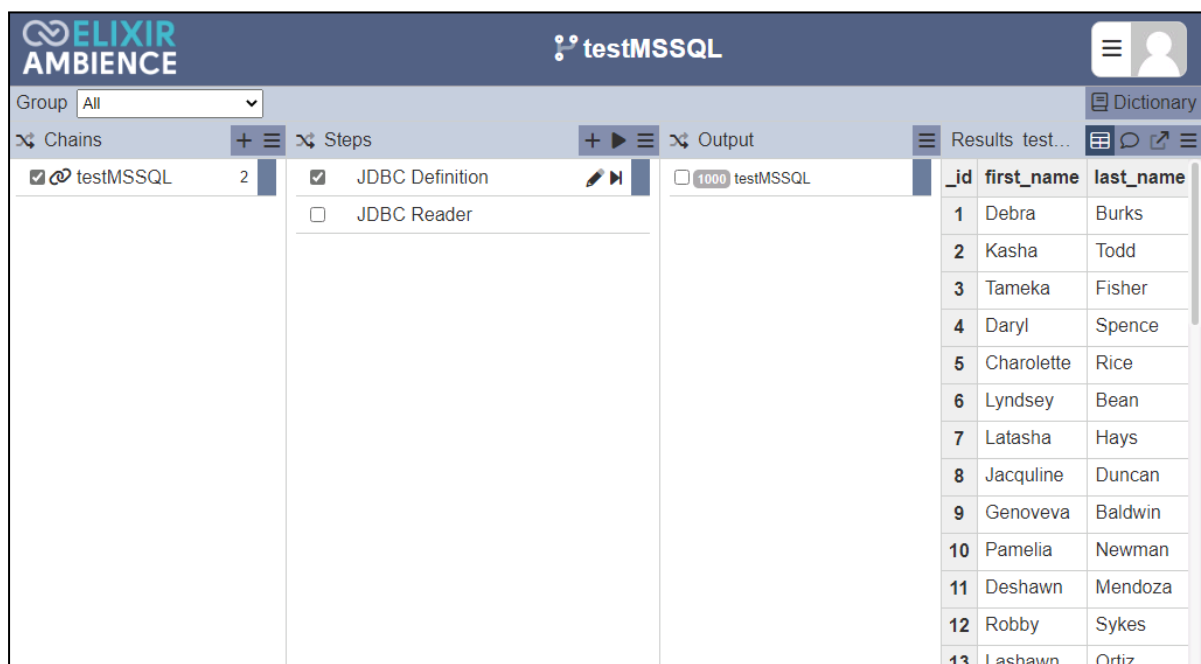 ELIXIR
AMBIENCE
testMSSQL
Group All
Dictionary
Chains
Steps
Output
Results test...
testMSSQL 2
JDBC Definition
JDBC Reader
1000 testMSSQL
_id first_name last_name
1 Debra Burks
2 Kasha Todd
3 Tameka Fisher
4 Daryl Spence
5 Charolette Rice
6 Lyndsey Bean
7 Latasha Hays
8 Jacquline Duncan
9 Genoveva Baldwin
10 Pamelia Newman
11 Deshawn Mendoza
12 Robby Sykes
13 Lashawn Ortiz